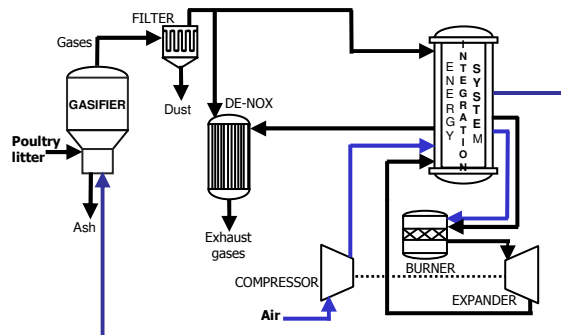 FILTER
Gases
GASIFIER
Dust
DE-NOX
ENERGY
INTEGRATION
SYSTEM
Poultry
litter
Ash
Exhaust
gases
COMPRESSOR
BURNER
EXPANDER
Air